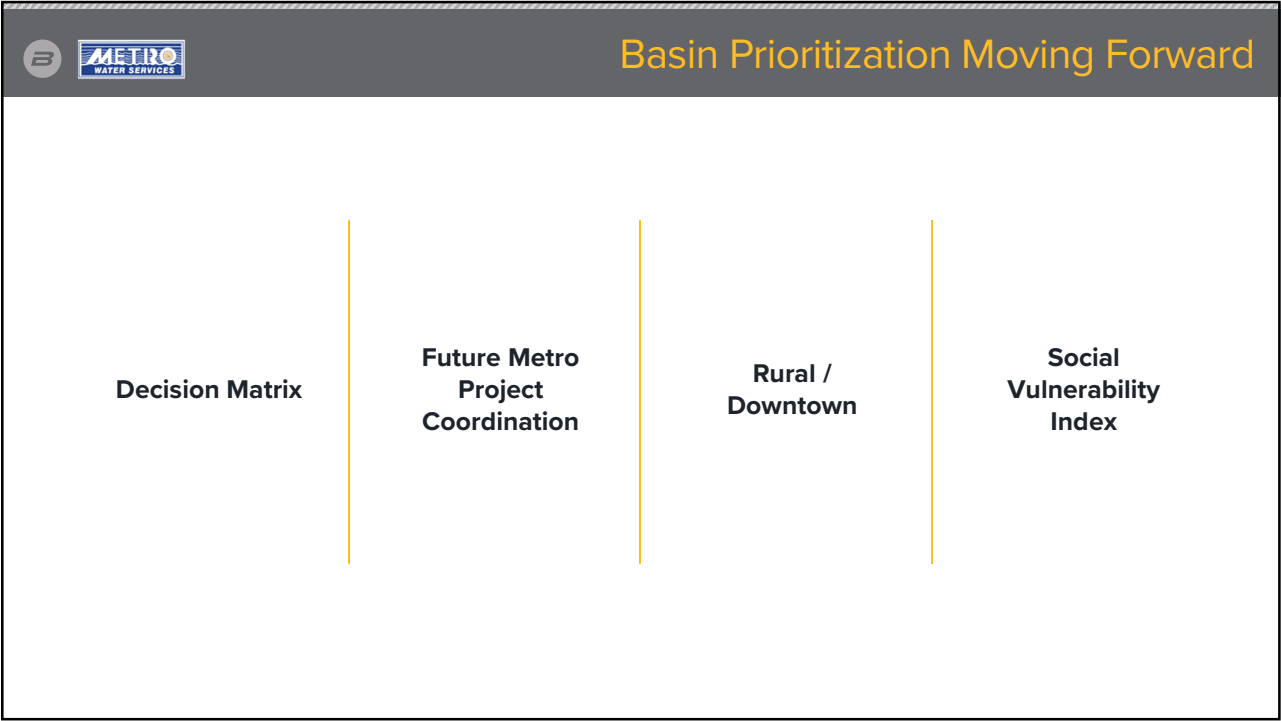 B
METRO
WATER SERVICES
Basin Prioritization Moving Forward
Decision Matrix
Future Metro
Project
Coordination
Rural /
Downtown
Social
Vulnerability
Index